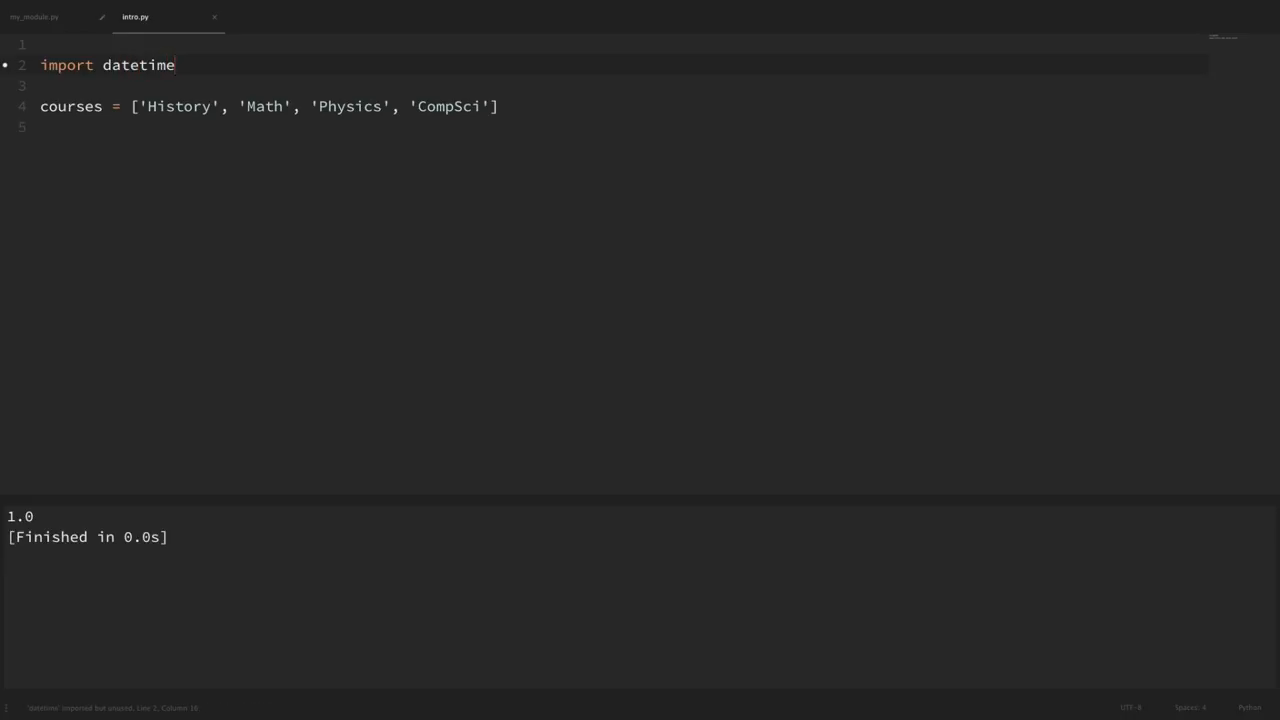 my_module.py intro.py ×
1
2 import datetime
3
4 courses = ['History', 'Math', 'Physics', 'CompSci']
5
1.0
[Finished in 0.0s]
'datetime' imported but unused, Line 2, Column 16 UTF-8 Spaces: 4 Python